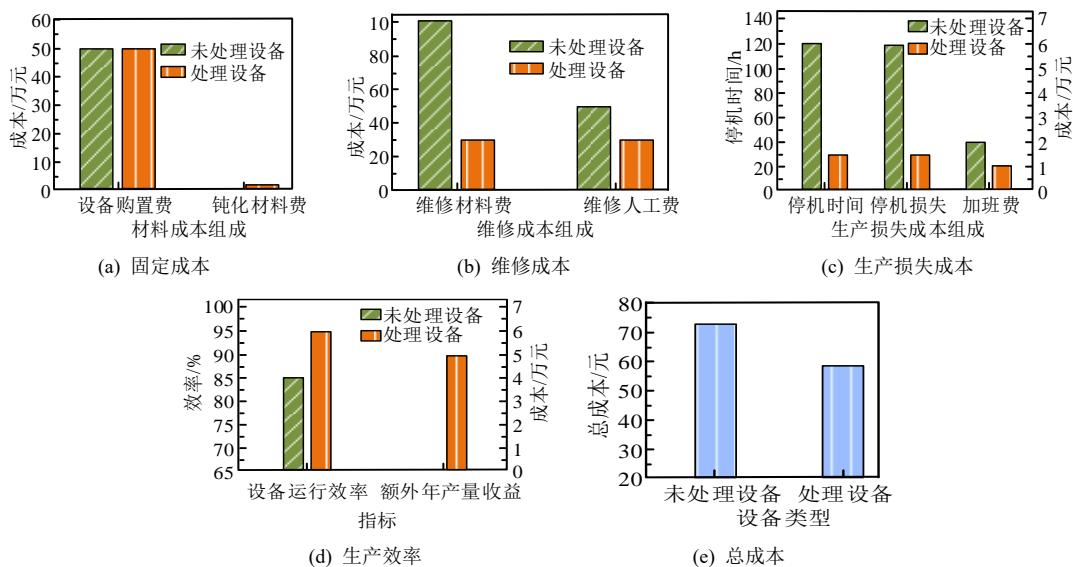 60
50
40
30
20
10
0
成本/万元
未处理设备
处理设备
设备购置费 钝化材料费
材料成本组成
(a) 固定成本
10
80
60
40
20
0
成本/万元
未处理设备
处理设备
维修材料费 维修人工费
维修成本组成
(b) 维修成本
140
120
100
80
60
40
20
0
停机时间/h
未处理设备
处理设备
7
6
5
4
3
2
1
0
成本/万元
停机时间 停机损失 加班费
生产损失成本组成
(c) 生产损失成本
100
95
90
85
80
75
70
65
效率/%
未处理设备
处理设备
7
6
5
4
3
2
1
0
成本/万元
设备运行效率 额外年产量收益
指标
(d) 生产效率
80
70
60
50
40
30
20
总成本/元
未处理设备 处理设备
设备类型
(e) 总成本